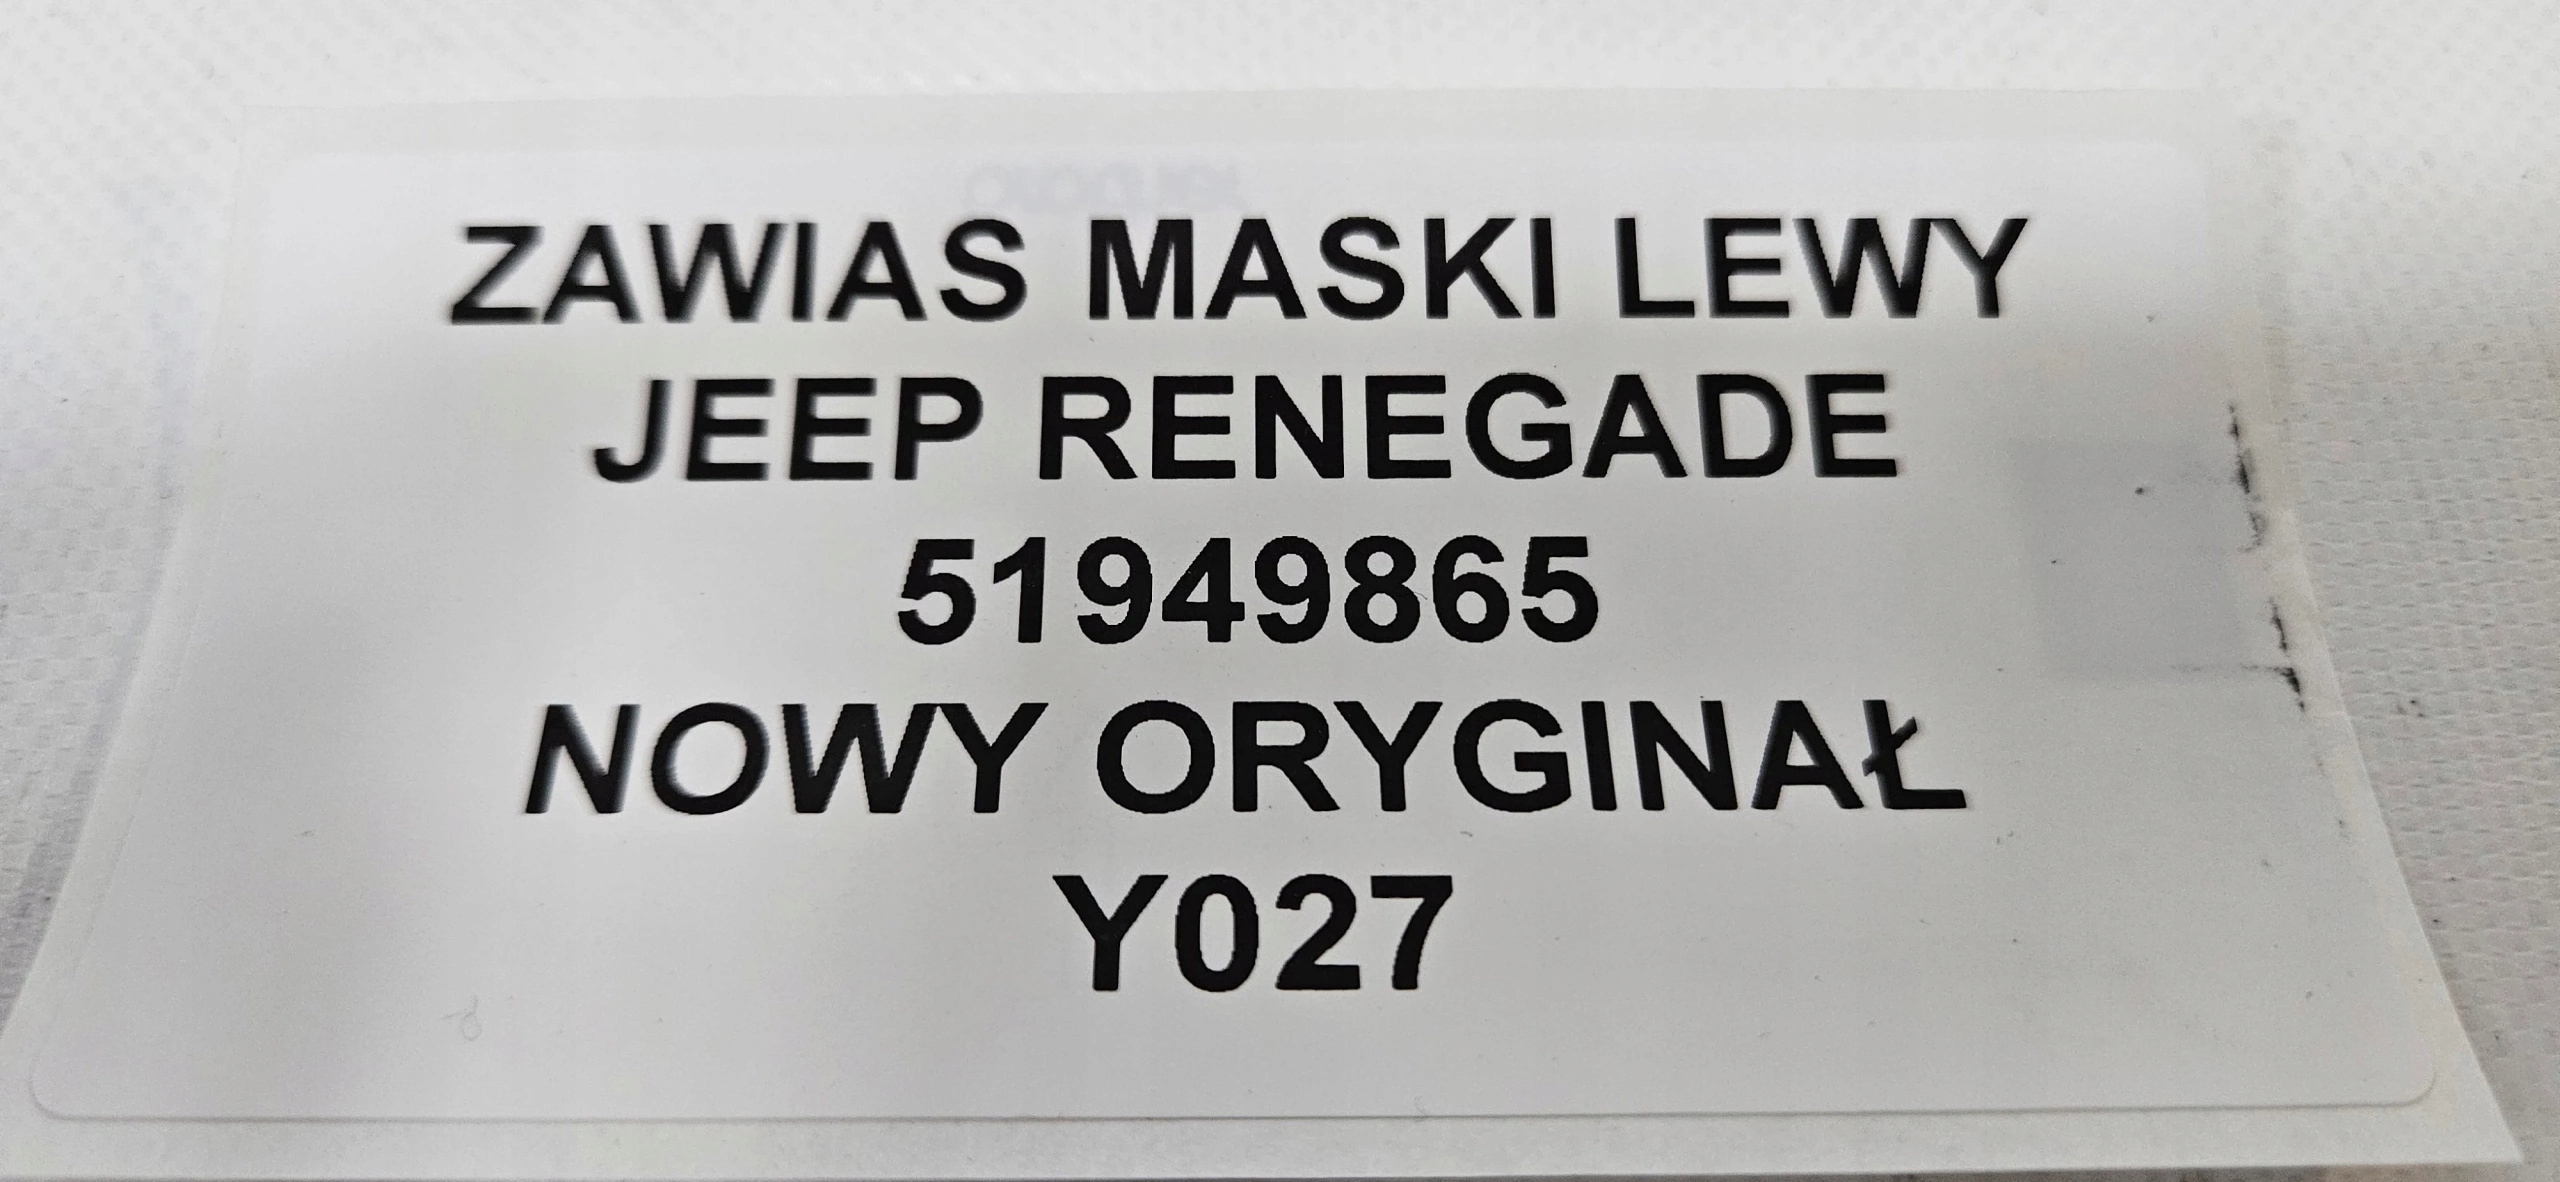 ZAWIAS MASKI LEWY
JEEP RENEGADE
51949865
NOWY ORYGINAŁ
Y027